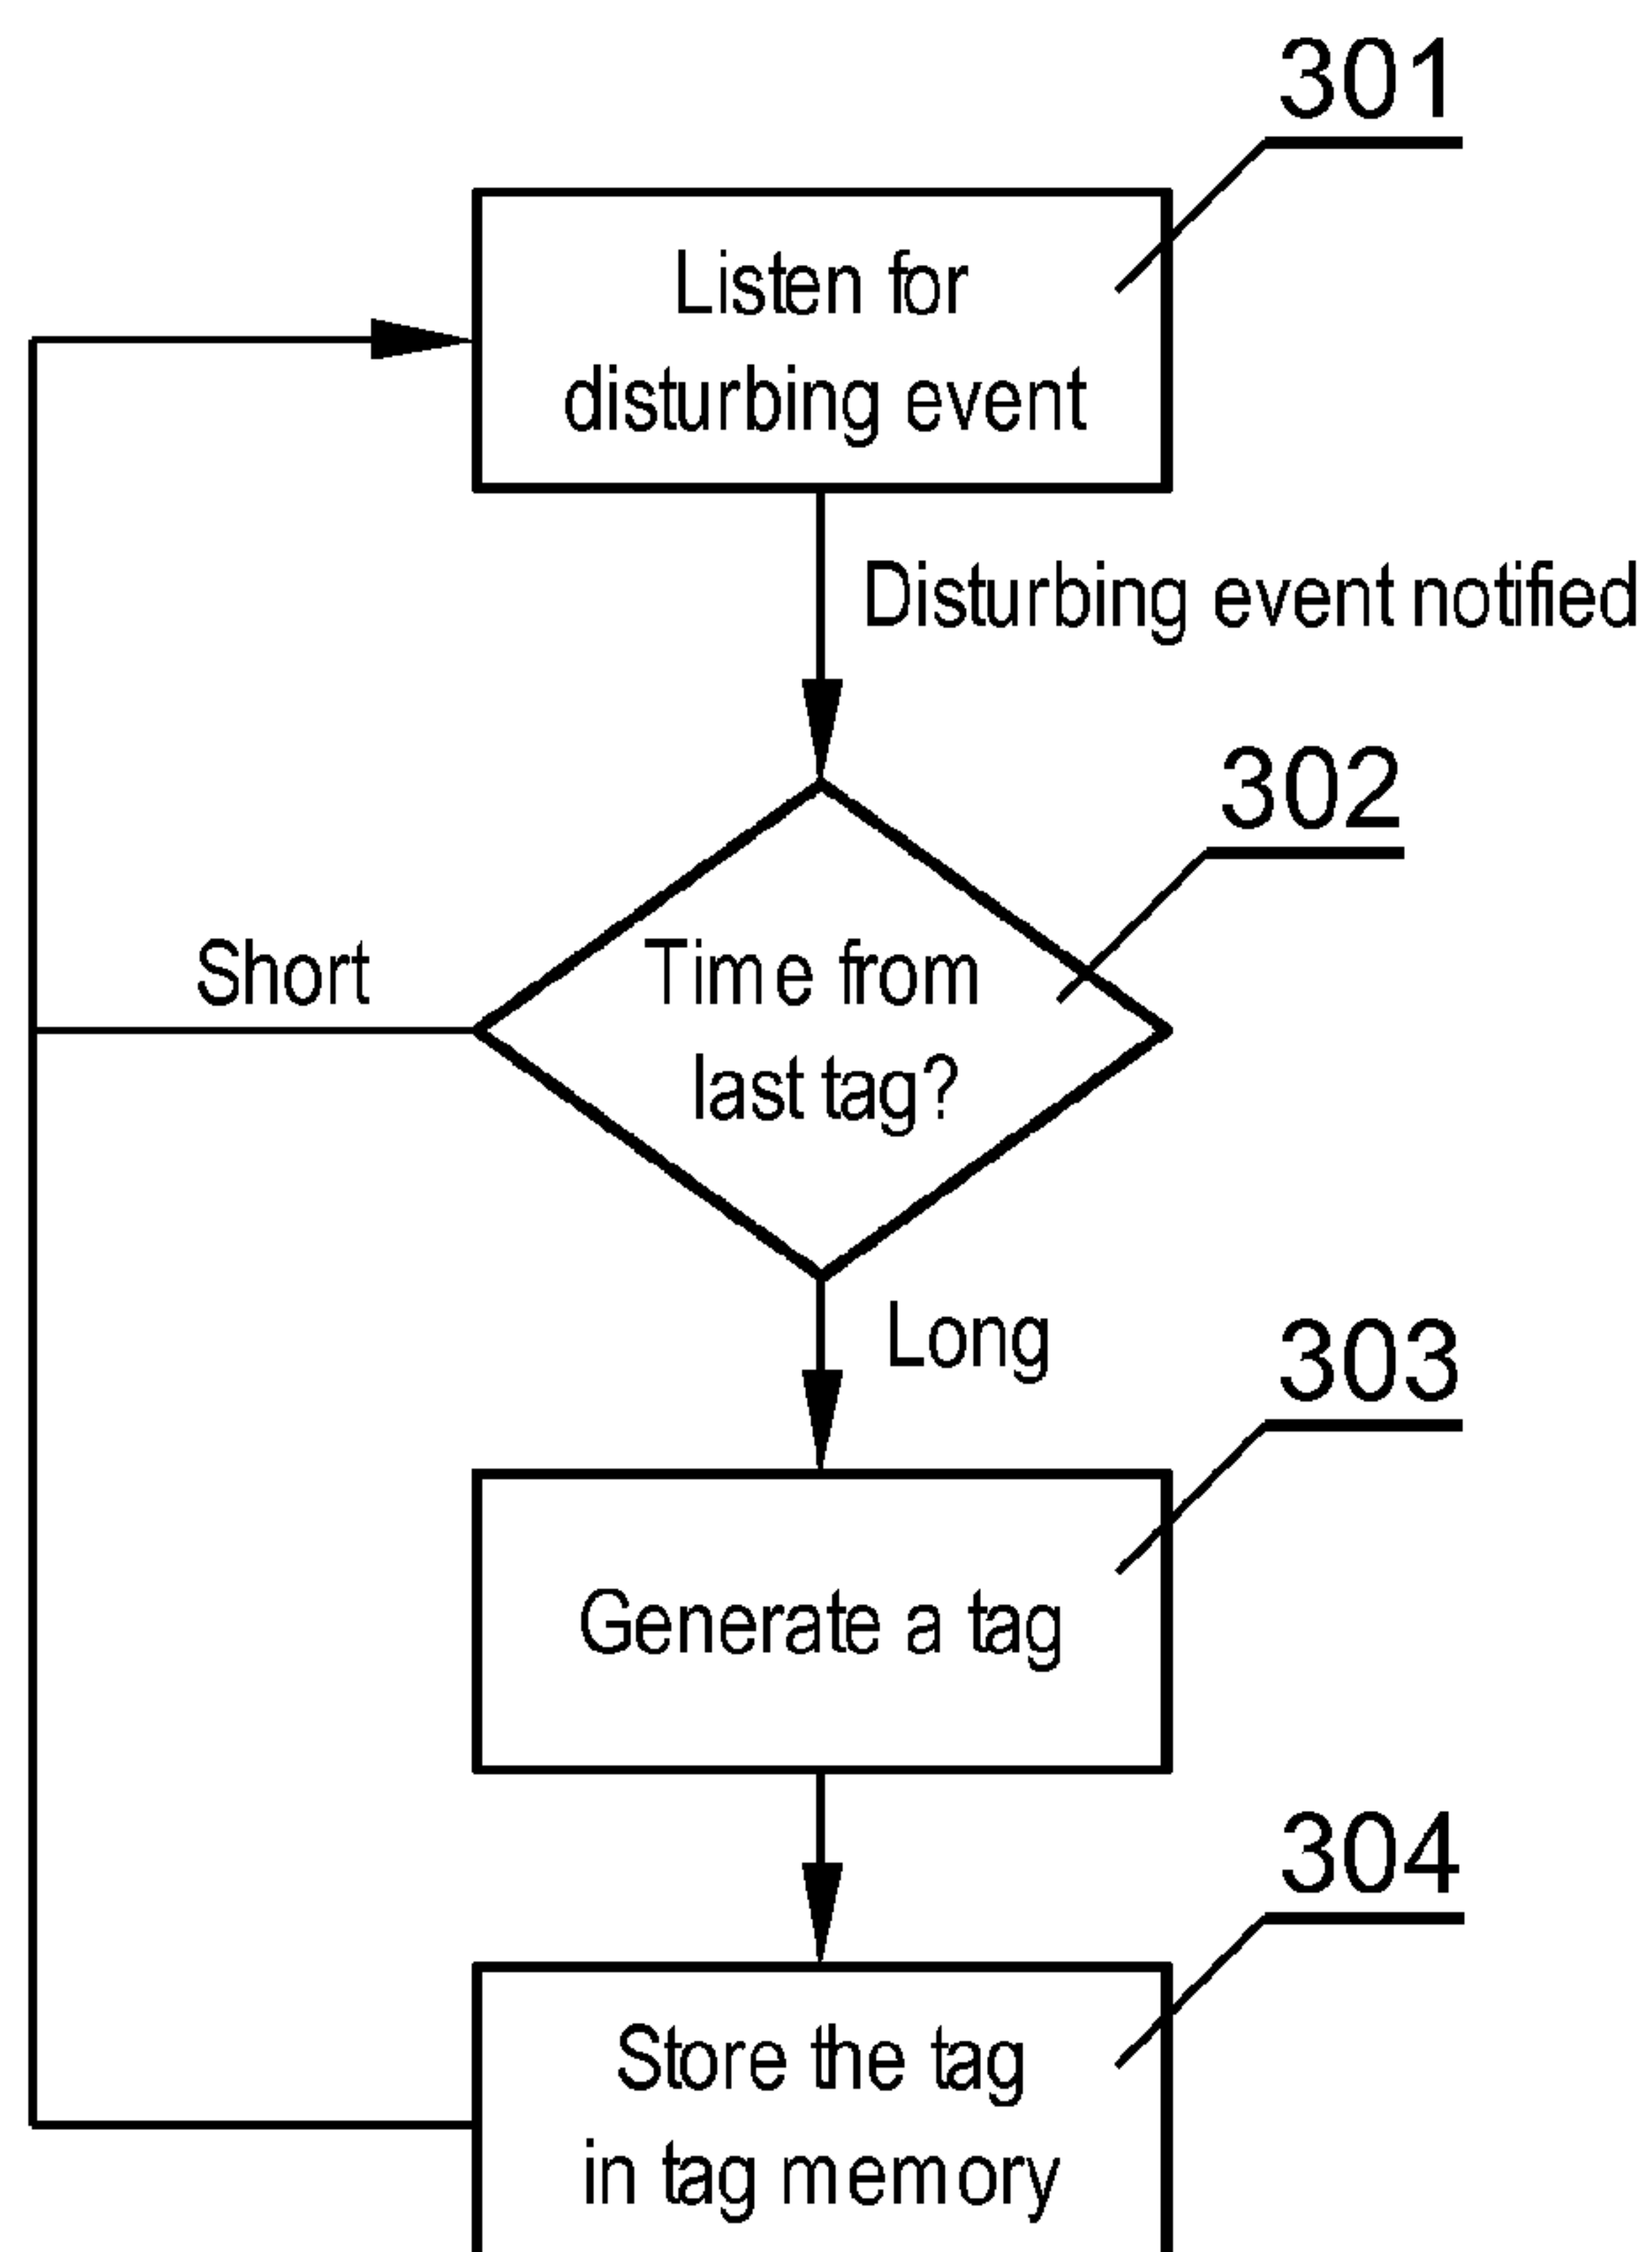 301
Listen for
disturbing event
Disturbing event notified
302
Short
Time from
last tag?
Long
303
Generate a tag
304
Store the tag
in tag memory